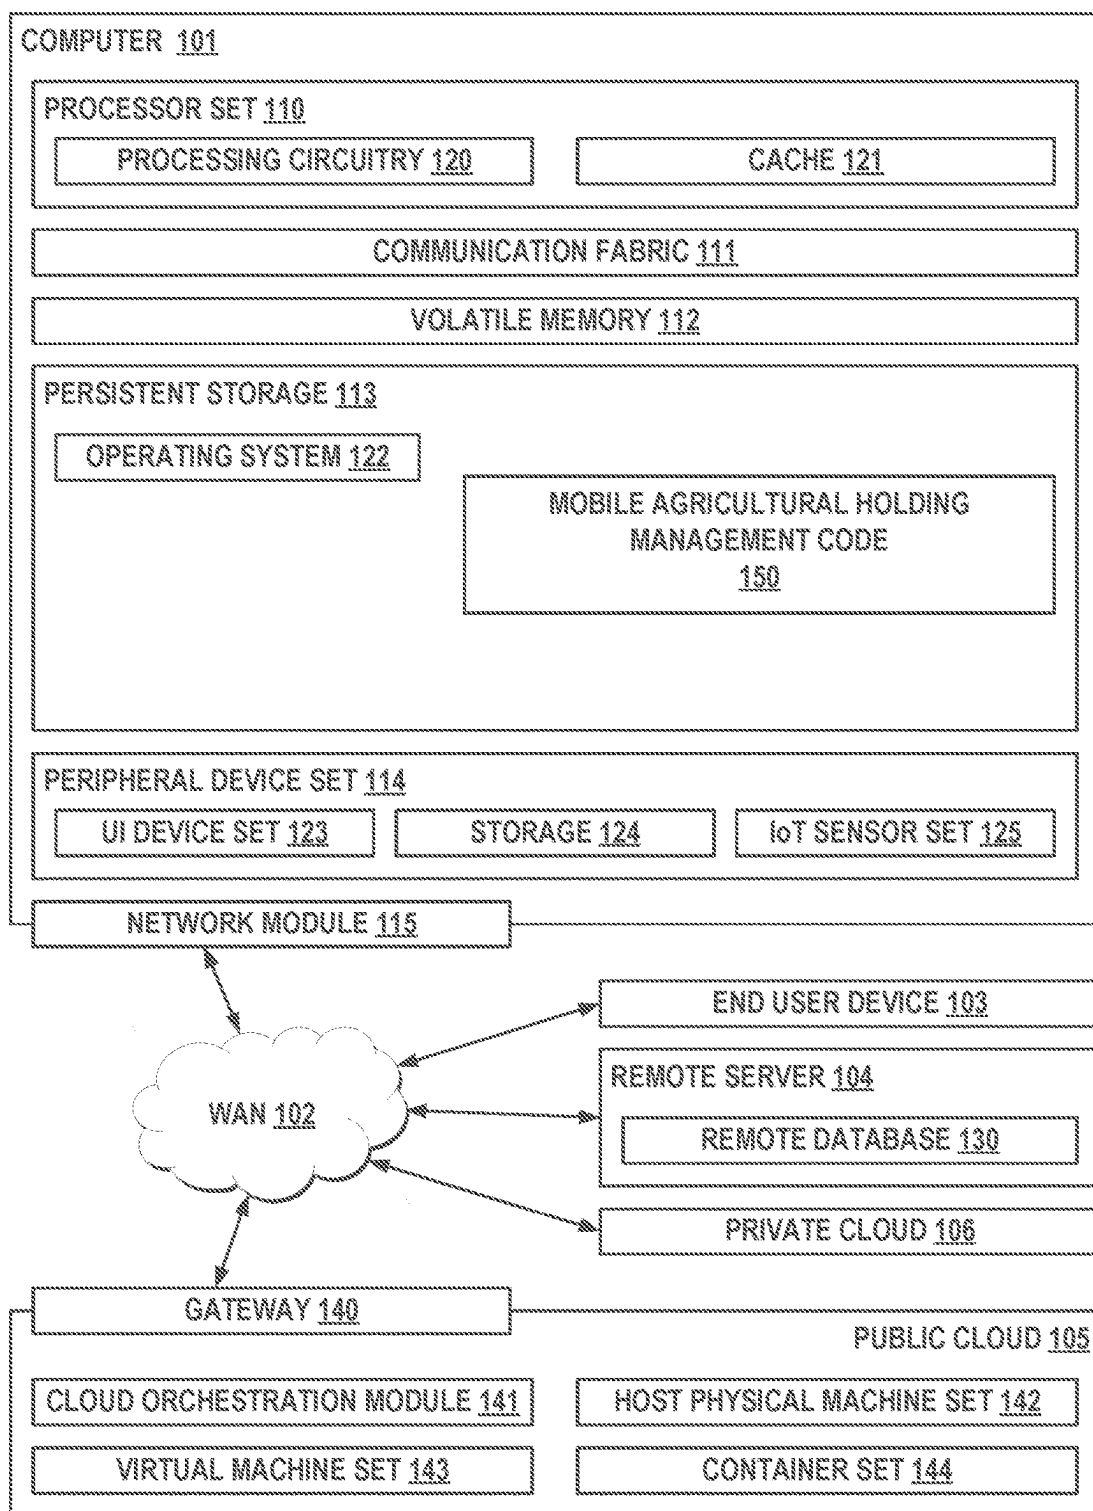 COMPUTER 101
PROCESSOR SET 110
PROCESSING CIRCUITRY 120
CACHE 121
COMMUNICATION FABRIC 111
VOLATILE MEMORY 112
PERSISTENT STORAGE 113
OPERATING SYSTEM 122
MOBILE AGRICULTURAL HOLDING
MANAGEMENT CODE
150
PERIPHERAL DEVICE SET 114
UI DEVICE SET 123
STORAGE 124
IoT SENSOR SET 125
NETWORK MODULE 115
END USER DEVICE 103
REMOTE SERVER 104
WAN 102
REMOTE DATABASE 130
PRIVATE CLOUD 106
GATEWAY 140
PUBLIC CLOUD 105
CLOUD ORCHESTRATION MODULE 141
HOST PHYSICAL MACHINE SET 142
VIRTUAL MACHINE SET 143
CONTAINER SET 144